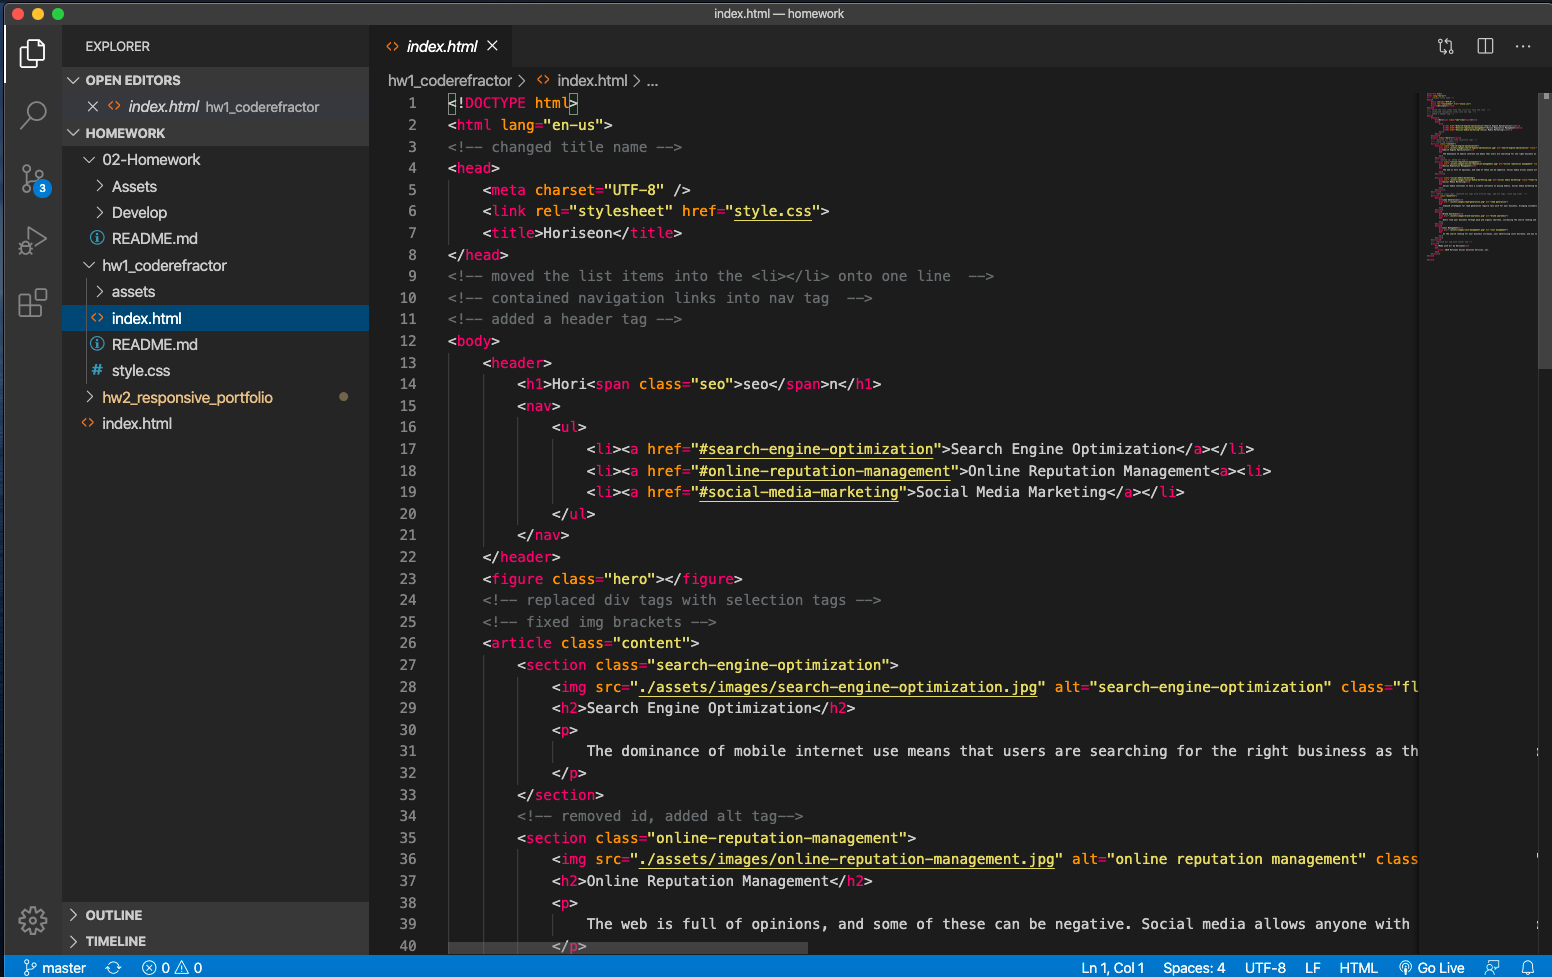 index.html — homework
EXPLORER
OPEN EDITORS
index.html hw1_coderefractor
HOMEWORK
02-Homework
Assets
Develop
README.md
hw1_coderefractor
assets
index.html
README.md
style.css
hw2_responsive_portfolio
index.html
OUTLINE
TIMELINE
3
index.html
hw1_coderefractor > index.html > ...
1 <!DOCTYPE html>
2 <html lang="en-us">
3 <!-- changed title name -->
4 <head>
5 <meta charset="UTF-8" />
6 <link rel="stylesheet" href="style.css">
7 <title>Horiseon</title>
8 </head>
9 <!-- moved the list items into the <li></li> onto one line  -->
10 <!-- contained navigation links into nav tag  -->
11 <!-- added a header tag -->
12 <body>
13 <header>
14 <h1>Hori<span class="seo">seo</span>n</h1>
15 <nav>
16 <ul>
17 <li><a href="#search-engine-optimization">Search Engine Optimization</a></li>
18 <li><a href="#online-reputation-management">Online Reputation Management<a><li>
19 <li><a href="#social-media-marketing">Social Media Marketing</a></li>
20 </ul>
21 </nav>
22 </header>
23 <figure class="hero"></figure>
24 <!-- replaced div tags with selection tags -->
25 <!-- fixed img brackets -->
26 <article class="content">
27 <section class="search-engine-optimization">
28 <img src="./assets/images/search-engine-optimization.jpg" alt="search-engine-optimization" class="fl
29 <h2>Search Engine Optimization</h2>
30 <p>
31 The dominance of mobile internet use means that users are searching for the right business as th
32 </p>
33 </section>
34 <!-- removed id, added alt tag-->
35 <section class="online-reputation-management">
36 <img src="./assets/images/online-reputation-management.jpg" alt="online reputation management" class
37 <h2>Online Reputation Management</h2>
38 <p>
39 The web is full of opinions, and some of these can be negative. Social media allows anyone with
40 </p>
master 0 0 Ln 1, Col 1 Spaces: 4 UTF-8 LF HTML Go Live